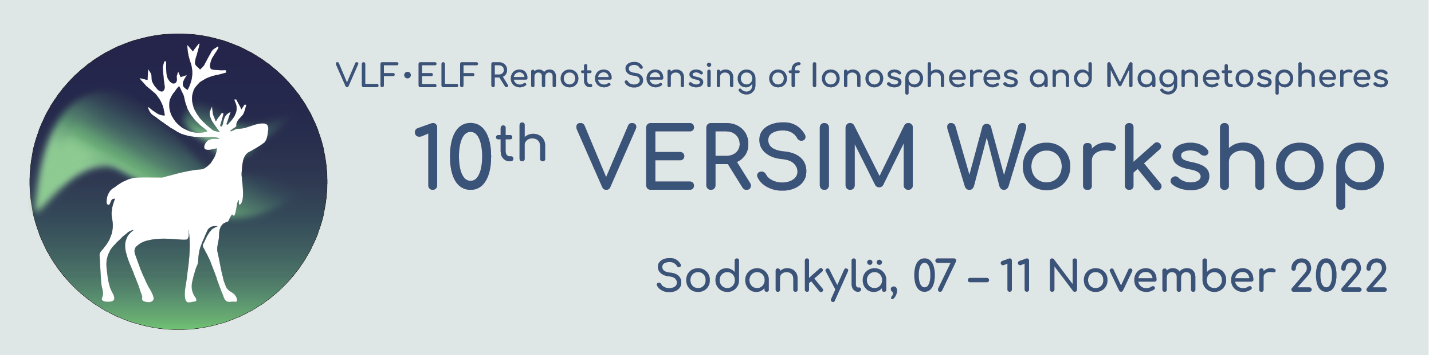 VLF•ELF Remote Sensing of Ionospheres and Magnetospheres
10th VERSIM Workshop
Sodankylä, 07 – 11 November 2022